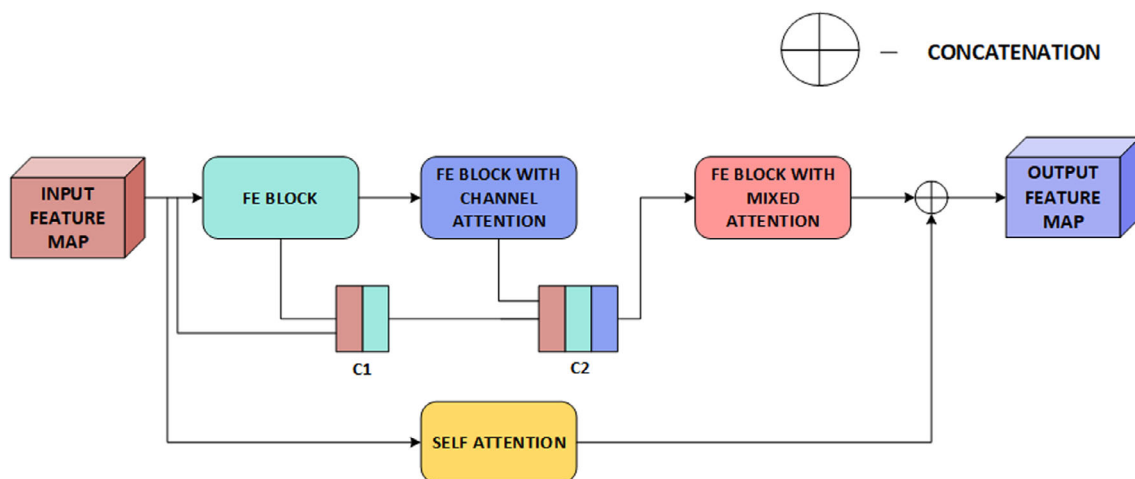 — CONCATENATION
INPUT
FEATURE
MAP
FE BLOCK
FE BLOCK WITH
CHANNEL
ATTENTION
FE BLOCK WITH
MIXED
ATTENTION
OUTPUT
FEATURE
MAP
C1
C2
SELF ATTENTION